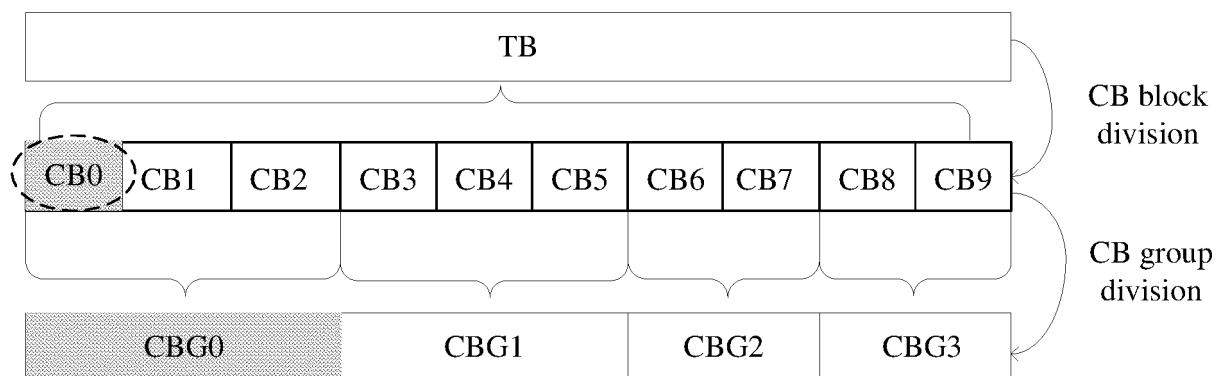 TB
CB block
division
CB0 CB1 CB2 CB3 CB4 CB5 CB6 CB7 CB8 CB9
CB group
division
CBG0 CBG1 CBG2 CBG3